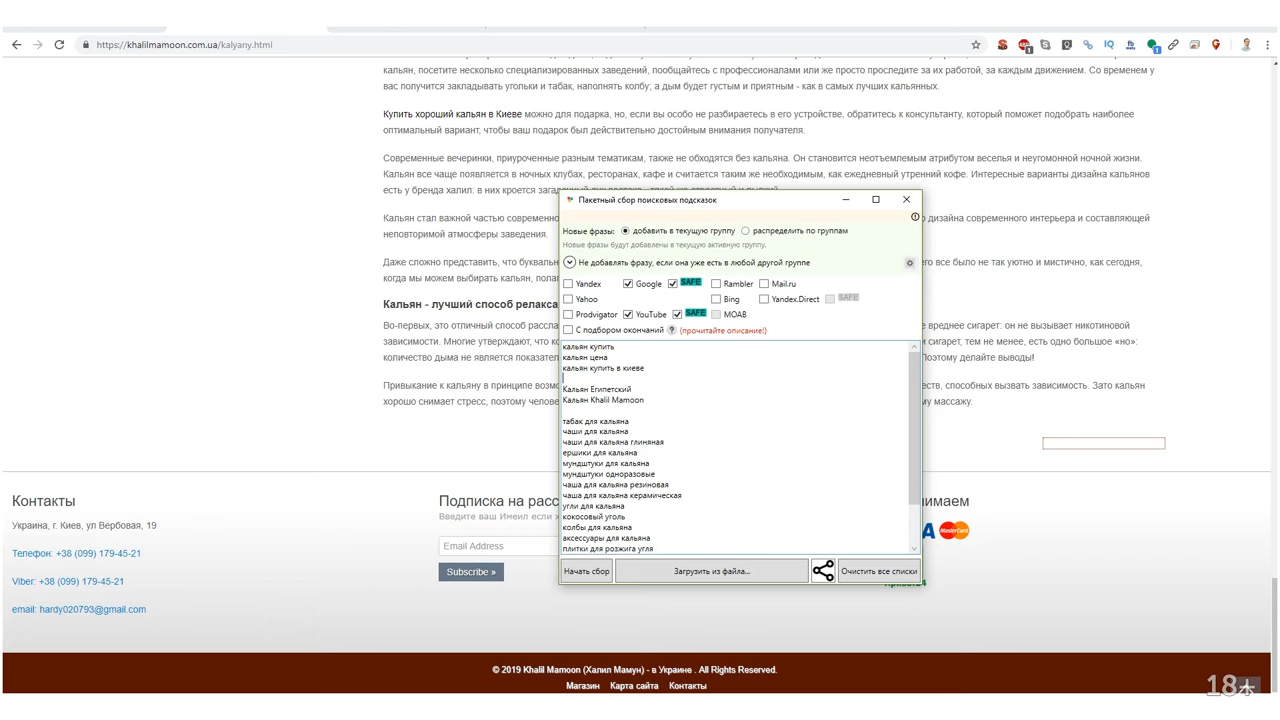 https://khalilmamoon.com.ua/kalyany.html
кальян, посетите несколько специализированных заведений, пообщайтесь с профессионалами или же просто проследите за их работой, за каждым движением. Со временем у
вас получится закладывать угольки и табак, наполнять колбу; а дым будет густым и приятным - как в самых лучших кальянных.
Купить хороший кальян в Киеве можно для подарка, но, если вы особо не разбираетесь в его устройстве, обратитесь к консультанту, который поможет подобрать наиболее
оптимальный вариант, чтобы ваш подарок был действительно достойным внимания получателя.
Современные вечеринки, приуроченные разным тематикам, также не обходятся без кальяна. Он становится неотъемлемым атрибутом веселья и неугомонной ночной жизни.
Кальян все чаще появляется в ночных клубах, ресторанах, кафе и считается таким же необходимым, как ежедневный утренний кофе. Интересные варианты дизайна кальянов
есть у бренда халил: в них кроется
Кальян стал важной частью современно
о дизайна современного интерьера и составляющей
неповторимой атмосферы заведения.
Даже сложно представить, что буквальн
его все было не так уютно и мистично, как сегодня,
когда мы можем выбирать кальян, полаг
Кальян - лучший способ релакса
Во-первых, это отличный способ рассла
вреднее сигарет: он не вызывает никотиновой
зависимости. Многие утверждают, что ко
сигарет, тем не менее, есть одно большое «но»:
количество дыма не является показател
Поэтому делайте выводы!
Привыкание к кальяну в принципе возмо
ств, способных вызвать зависимость. Зато кальян
хорошо снимает стресс, поэтому человек
му массажу.
Пакетный сбор поисковых подсказок
Новые фразы: добавить в текущую группу распределить по группам
Новые фразы будут добавлены в текущую активную группу.
Не добавлять фразу, если она уже есть в любой другой группе
Yandex Google SAFE Rambler Mail.ru
Yahoo Bing Yandex.Direct SAFE
Prodvigator YouTube SAFE MOAB
С подбором окончаний ? (прочитайте описание!)
кальян купить
кальян цена
кальян купить в киеве
Кальян Египетский
Кальян Khalil Mamoon
табак для кальяна
чаши для кальяна
чаши для кальяна глиняная
ершики для кальяна
мундштуки для кальяна
мундштуки одноразовые
чаша для кальяна резиновая
чаша для кальяна керамическая
угли для кальяна
кокосовый уголь
колбы для кальяна
аксессуары для кальяна
плитки для розжига угля
Начать сбор Загрузить из файла... Очистить все списки
Контакты
Украина, г. Киев, ул Вербовая, 19
Телефон: +38 (099) 179-45-21
Viber: +38 (099) 179-45-21
email: hardy020793@gmail.com
Подписка на расс
Введите ваш Имеил если х
Email Address
Subscribe »
нимаем
A MasterCard
© 2019 Khalil Mamoon (Халил Мамун) - в Украине . All Rights Reserved.
Магазин Карта сайта Контакты
18+